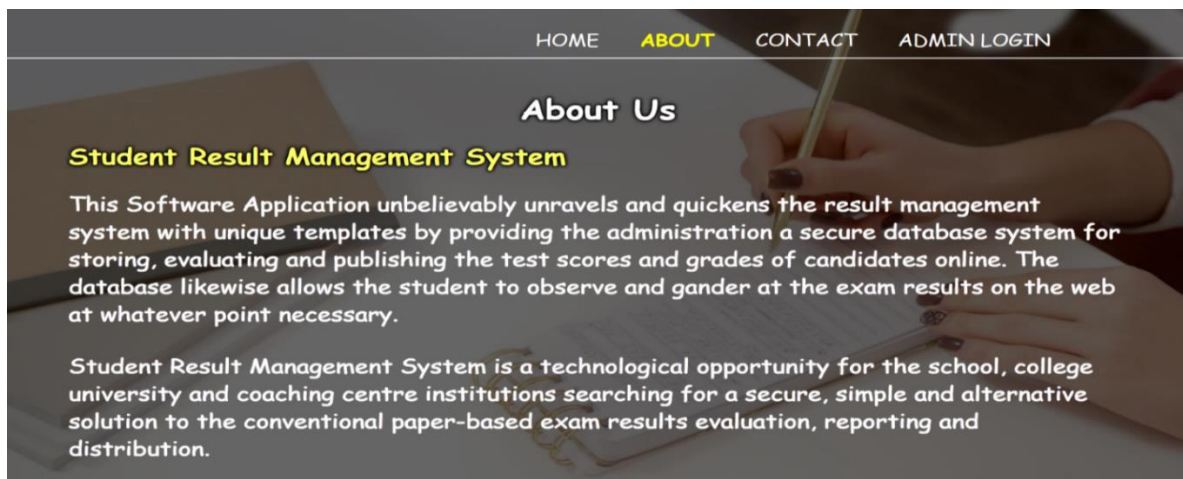 HOME ABOUT CONTACT ADMIN LOGIN
About Us
Student Result Management System
This Software Application unbelievably unravels and quickens the result management
system with unique templates by providing the administration a secure database system for
storing, evaluating and publishing the test scores and grades of candidates online. The
database likewise allows the student to observe and gander at the exam results on the web
at whatever point necessary.
Student Result Management System is a technological opportunity for the school, college
university and coaching centre institutions searching for a secure, simple and alternative
solution to the conventional paper-based exam results evaluation, reporting and
distribution.